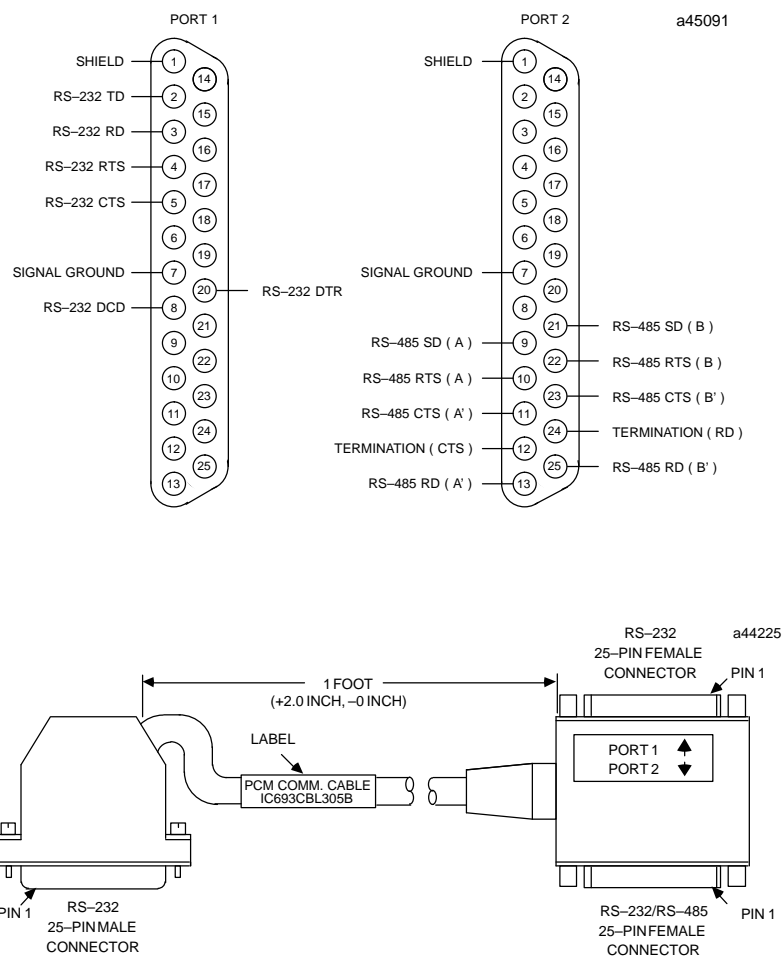 PORT 1
PORT 2
a45091
SHIELD
1
14
RS–232 TD
2
15
RS–232 RD
3
16
RS–232 RTS
4
17
RS–232 CTS
5
18
6
19
SIGNAL GROUND
7
20
RS–232 DTR
RS–232 DCD
8
21
9
22
10
23
11
24
12
25
13
SHIELD
1
14
2
15
3
16
4
17
5
18
6
19
SIGNAL GROUND
7
20
8
21
RS–485 SD ( B )
RS–485 SD ( A )
9
22
RS–485 RTS ( B )
RS–485 RTS ( A )
10
23
RS–485 CTS ( B' )
RS–485 CTS ( A' )
11
24
TERMINATION ( RD )
TERMINATION ( CTS )
12
25
RS–485 RD ( B' )
RS–485 RD ( A' )
13
RS–232
25–PIN FEMALE
CONNECTOR
a44225
PIN 1
1 FOOT
(+2.0 INCH, –0 INCH)
LABEL
PCM COMM. CABLE
IC693CBL305B
PORT 1
PORT 2
PIN 1
RS–232
25–PIN MALE
CONNECTOR
RS–232/RS–485
25–PIN FEMALE
CONNECTOR
PIN 1